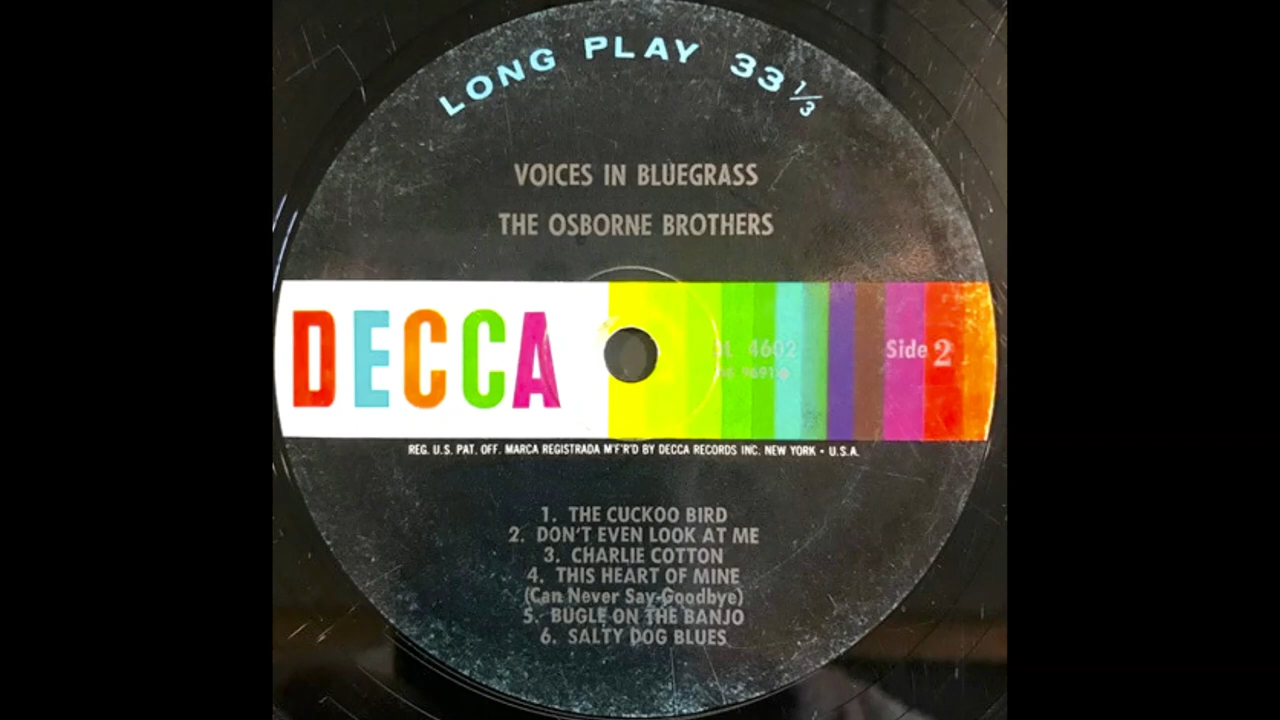 LONG PLAY 33 1/3
VOICES IN BLUEGRASS
THE OSBORNE BROTHERS
DECCA
4602
Side 2
REG. U.S. PAT. OFF. MARCA REGISTRADA M'F'R'D BY DECCA RECORDS INC. NEW YORK • U.S.A.
1. THE CUCKOO BIRD
2. DON'T EVEN LOOK AT ME
3. CHARLIE COTTON
4. THIS HEART OF MINE
(Can Never Say Goodbye)
5. BUGLE ON THE BANJO
6. SALTY DOG BLUES